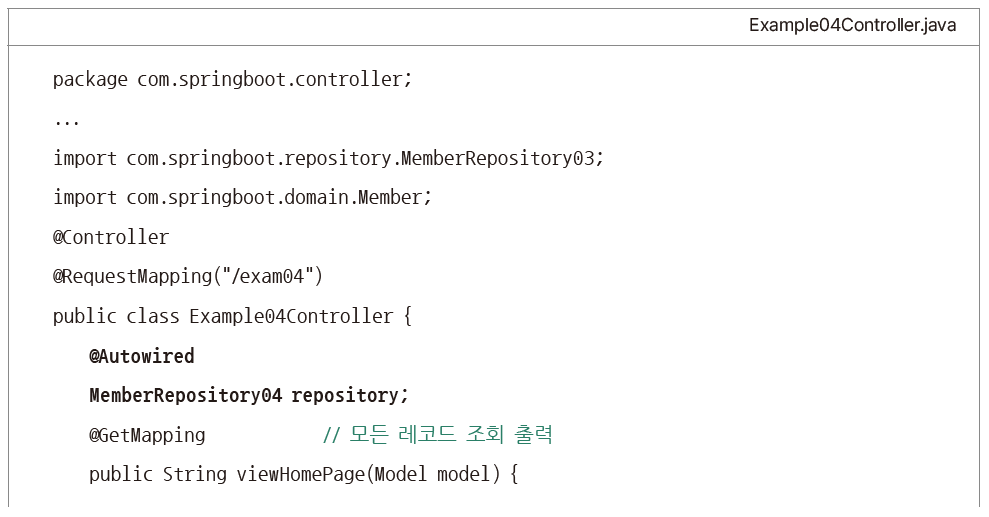 Example04Controller.java
package com.springboot.controller;
...
import com.springboot.repository.MemberRepository03;
import com.springboot.domain.Member;
@Controller
@RequestMapping("/exam04")
public class Example04Controller {
@Autowired
MemberRepository04 repository;
@GetMapping // 모든 레코드 조회 출력
public String viewHomePage(Model model) {